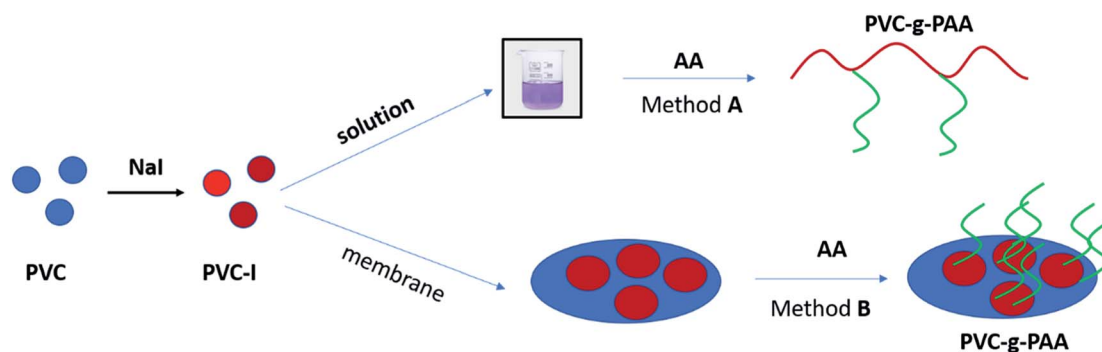 PVC-g-PAA
AA
Method A
solution
NaI
PVC
PVC-I
membrane
AA
Method B
PVC-g-PAA